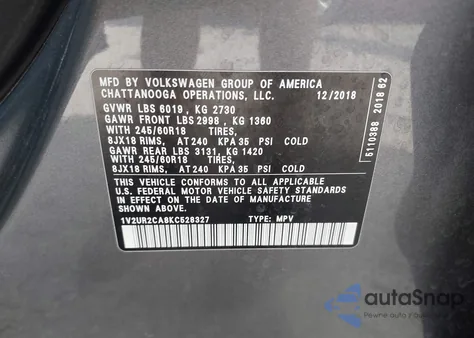 MFD BY VOLKSWAGEN GROUP OF AMERICA
CHATTANOOGA OPERATIONS, LLC. 12/2018
GVWR LBS 6019, KG 2730
GAWR FRONT LBS 2998, KG 1360
WITH 245/60R18 TIRES,
8JX18 RIMS, AT 240 KPA 35 PSI COLD
GAWR REAR LBS 3131, KG 1420
WITH 245/60R18 TIRES,
8JX18 RIMS, AT 240 KPA 35 PSI COLD
THIS VEHICLE CONFORMS TO ALL APPLICABLE
U.S. FEDERAL MOTOR VEHICLE SAFETY STANDARDS
IN EFFECT ON THE DATE OF MANUFACTURE
SHOWN ABOVE.
1V2UR2CA8KC528327 TYPE: MPV
5110388 2018 62
autoSnap
Pewne auto z